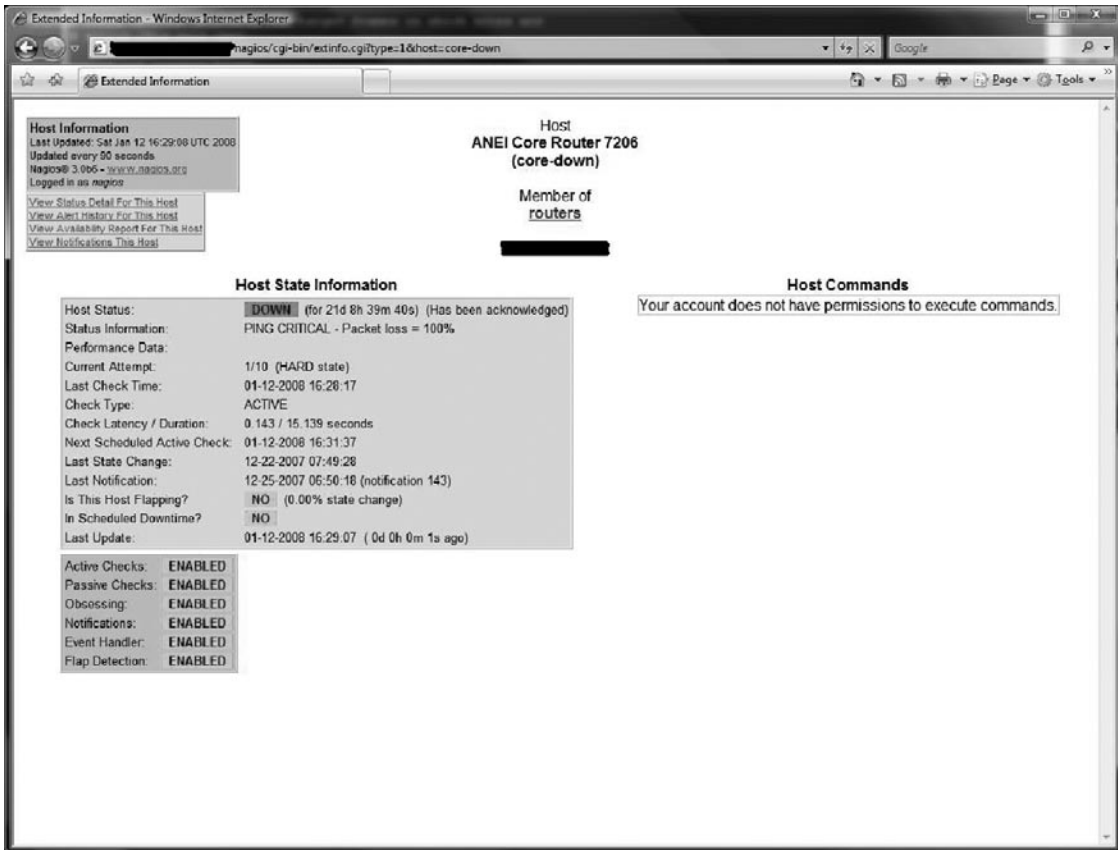 Extended Information - Windows Internet Explorer
nagios/cgi-bin/extinfo.cgi?type=1&host=core-down
Google
Extended Information
Page Tools
Host Information
Last Updated: Sat Jan 12 16:29:08 UTC 2008
Updated every 90 seconds
Nagios® 3.0b6 - www.nagios.org
Logged in as nagios
View Status Detail For This Host
View Alert History For This Host
View Availability Report For This Host
View Notifications This Host
Host
ANEI Core Router 7206
(core-down)
Member of
routers
Host State Information
Host Status: DOWN (for 21d 8h 39m 40s) (Has been acknowledged)
Status Information: PING CRITICAL - Packet loss = 100%
Performance Data:
Current Attempt: 1/10 (HARD state)
Last Check Time: 01-12-2008 16:28:17
Check Type: ACTIVE
Check Latency / Duration: 0.143 / 15.139 seconds
Next Scheduled Active Check: 01-12-2008 16:31:37
Last State Change: 12-22-2007 07:49:28
Last Notification: 12-25-2007 06:50:18 (notification 143)
Is This Host Flapping? NO (0.00% state change)
In Scheduled Downtime? NO
Last Update: 01-12-2008 16:29:07 ( 0d 0h 0m 1s ago)
Active Checks: ENABLED
Passive Checks: ENABLED
Obsessing: ENABLED
Notifications: ENABLED
Event Handler: ENABLED
Flap Detection: ENABLED
Host Commands
Your account does not have permissions to execute commands.